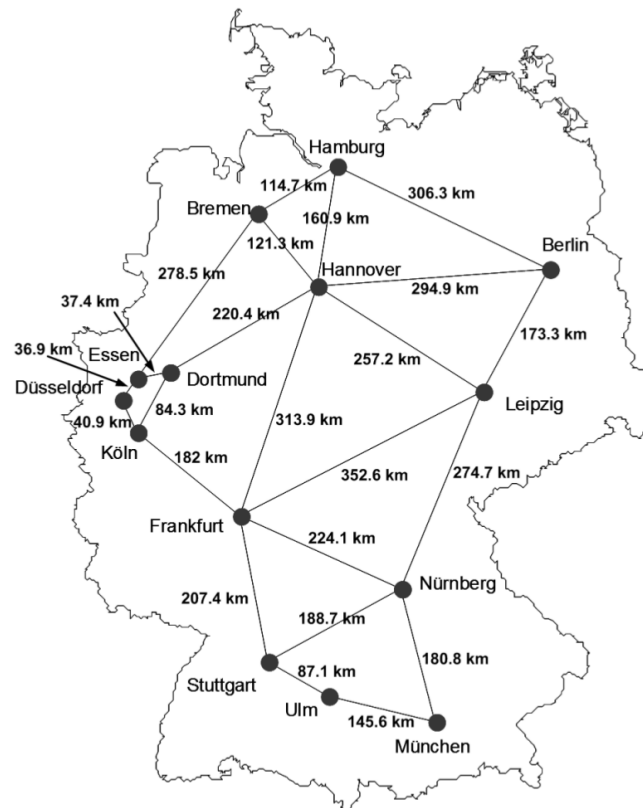 Hamburg
114.7 km
306.3 km
Bremen
160.9 km
121.3 km
Berlin
Hannover
278.5 km
294.9 km
37.4 km
220.4 km
173.3 km
36.9 km
Essen
257.2 km
Dortmund
Düsseldorf
Leipzig
84.3 km
40.9 km
313.9 km
Köln
182 km
352.6 km
274.7 km
Frankfurt
224.1 km
Nürnberg
207.4 km
188.7 km
180.8 km
Stuttgart
87.1 km
Ulm
145.6 km
München